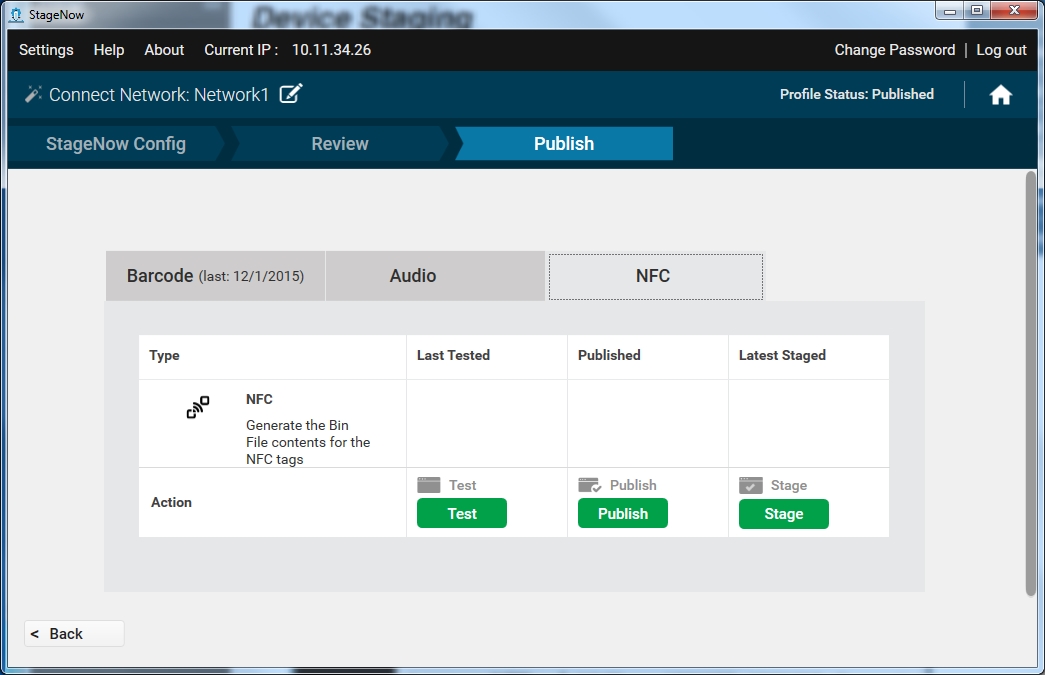 Device Staging
StageNow
Settings Help About Current IP : 10.11.34.26 Change Password | Log out
Connect Network: Network1 Profile Status: Published
StageNow Config Review Publish
Barcode (last: 12/1/2015) Audio NFC
Type Last Tested Published Latest Staged
NFC
Generate the Bin
File contents for the
NFC tags
Test Publish Stage
Action
Test Publish Stage
< Back